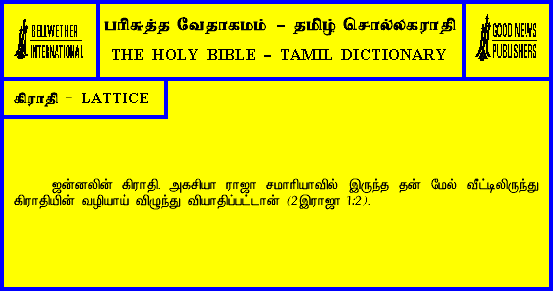 BELLWETHER
INTERNATIONAL
பரிசுத்த வேதாகமம் - தமிழ் சொல்லகராதி
THE HOLY BIBLE - TAMIL DICTIONARY
GOOD NEWS
PUBLISHERS
கிராதி - LATTICE
ஜன்னலின் கிராதி. அகசியா ராஜா சமாரியாவில் இருந்த தன் மேல் வீட்டிலிருந்து
கிராதியின் வழியாய் விழுந்து வியாதிப்பட்டான் (2இராஜா 1:2).